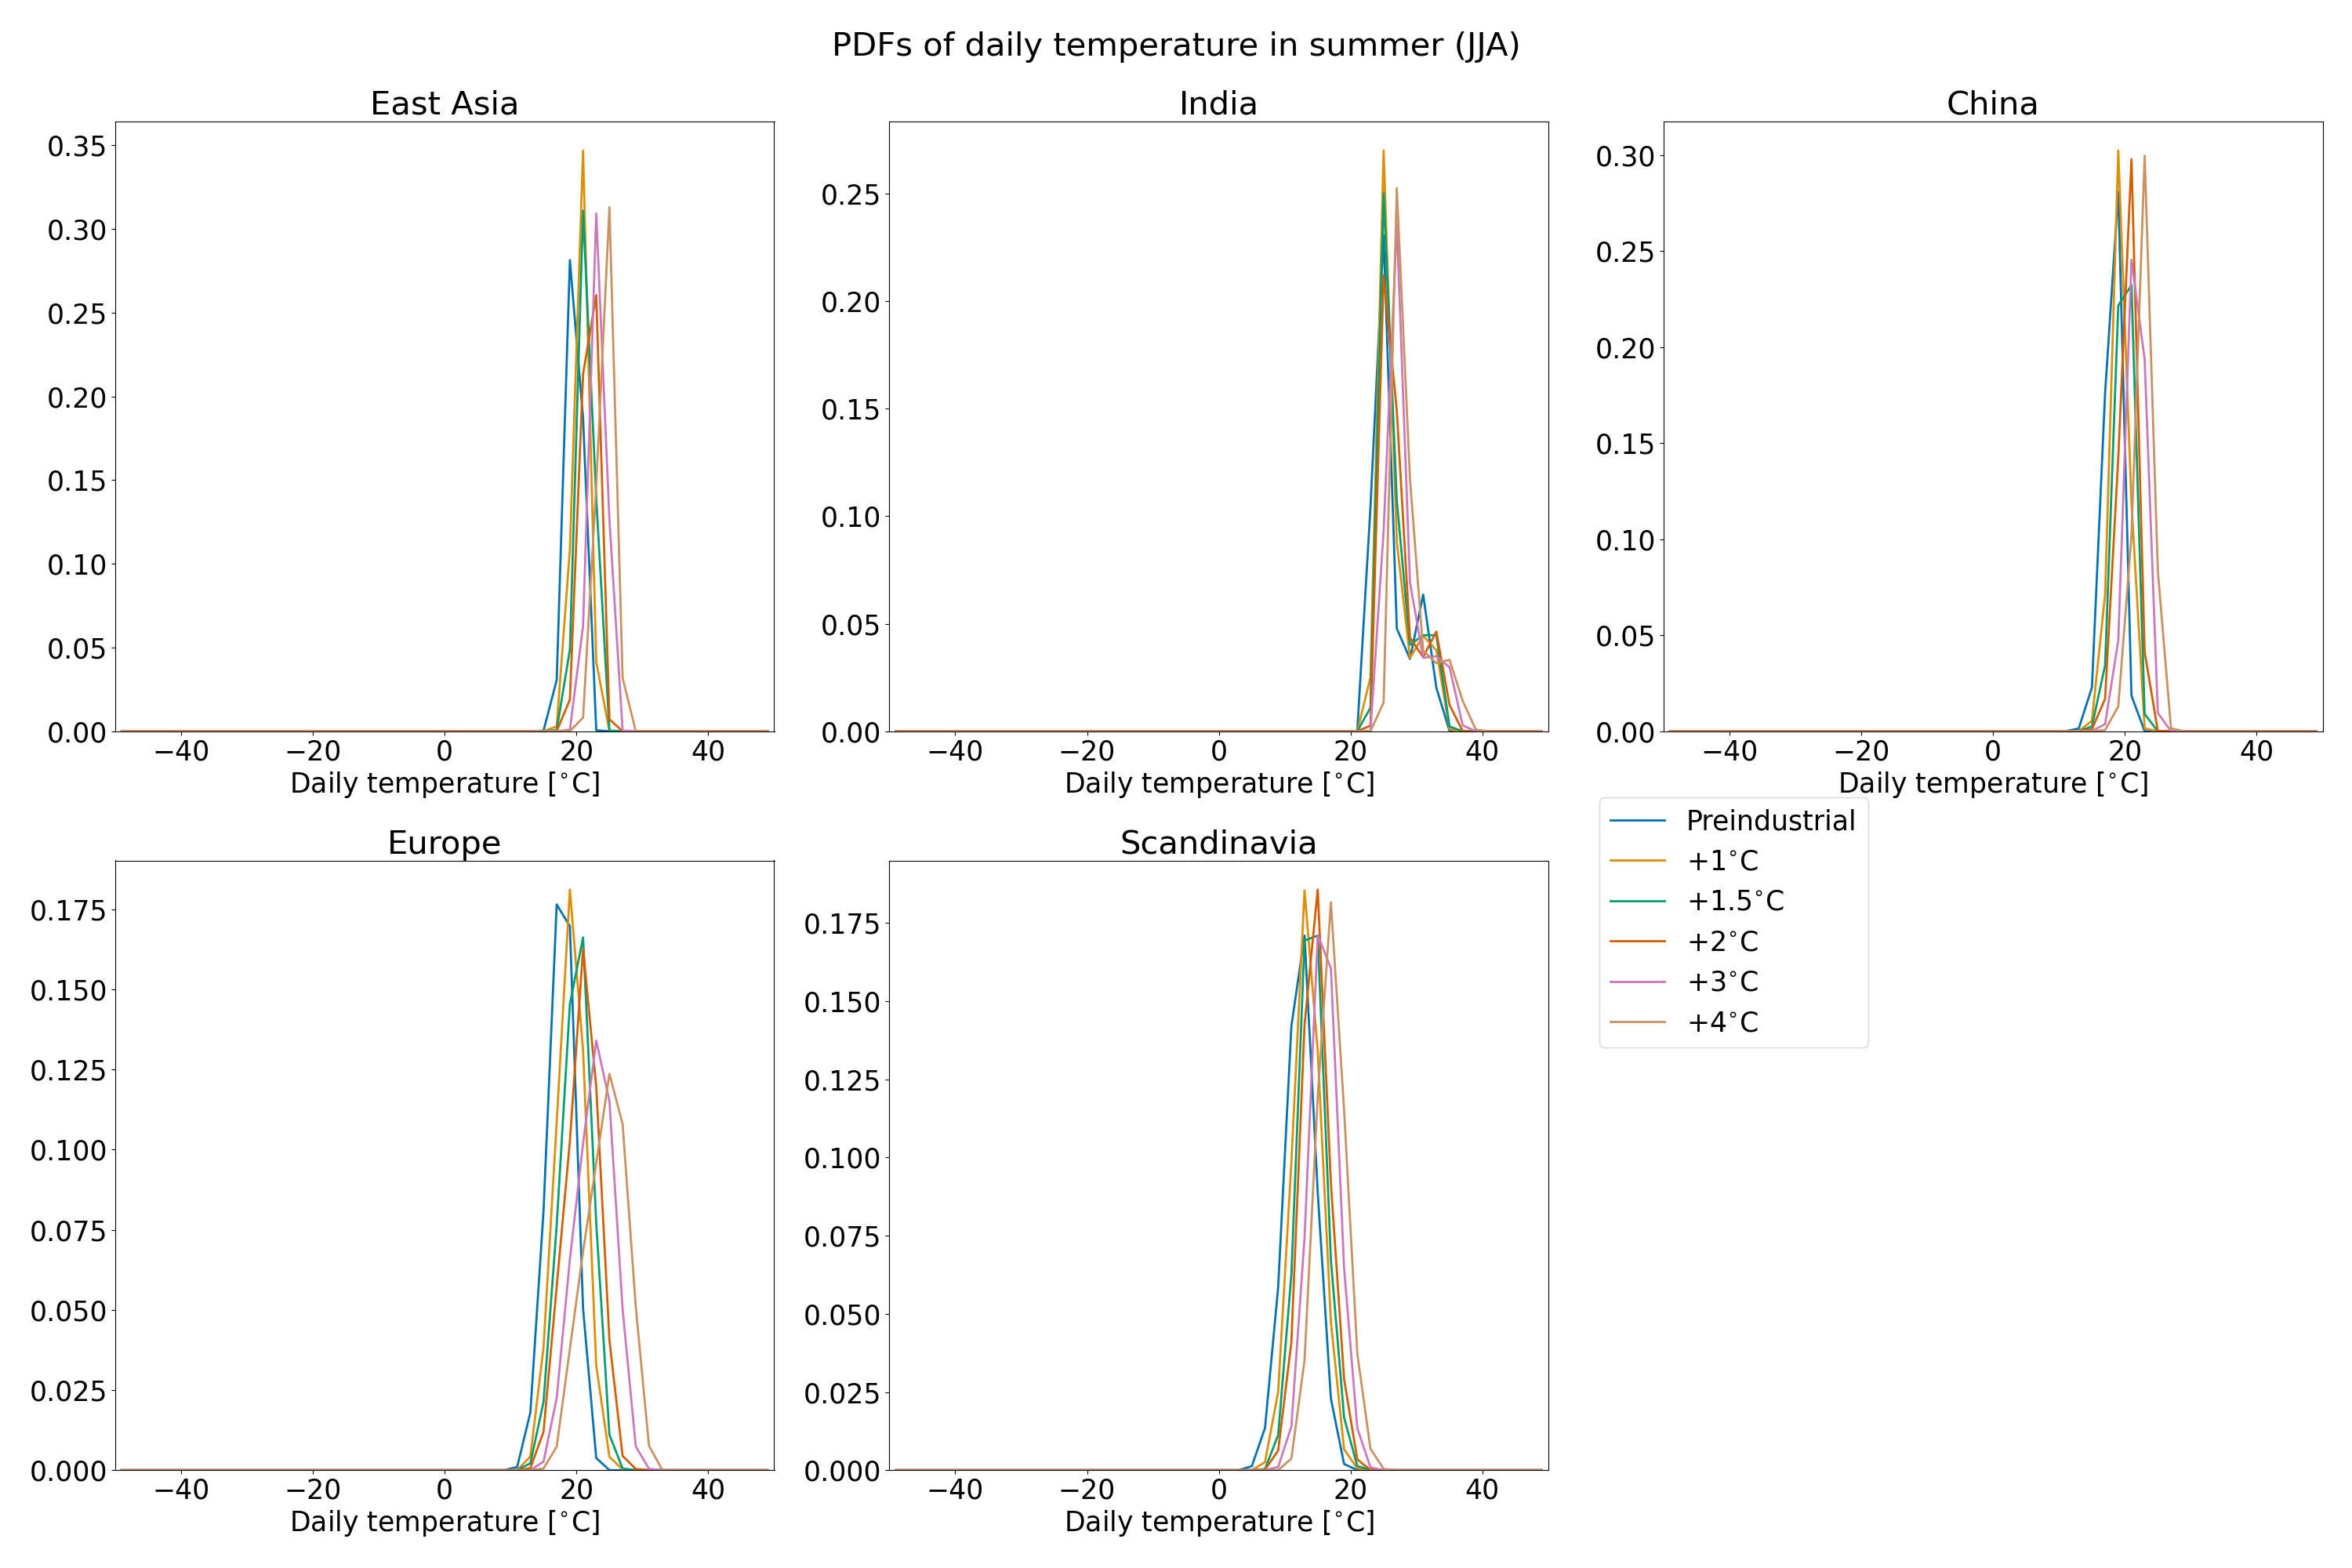 PDFs of daily temperature in summer (JJA)
East Asia
0.35
0.30
0.25
0.20
0.15
0.10
0.05
0.00
−40 −20 0 20 40
Daily temperature [°C]
India
0.25
0.20
0.15
0.10
0.05
0.00
−40 −20 0 20 40
Daily temperature [°C]
China
0.30
0.25
0.20
0.15
0.10
0.05
0.00
−40 −20 0 20 40
Daily temperature [°C]
Europe
0.175
0.150
0.125
0.100
0.075
0.050
0.025
0.000
−40 −20 0 20 40
Daily temperature [°C]
Scandinavia
0.175
0.150
0.125
0.100
0.075
0.050
0.025
0.000
−40 −20 0 20 40
Daily temperature [°C]
Preindustrial
+1°C
+1.5°C
+2°C
+3°C
+4°C